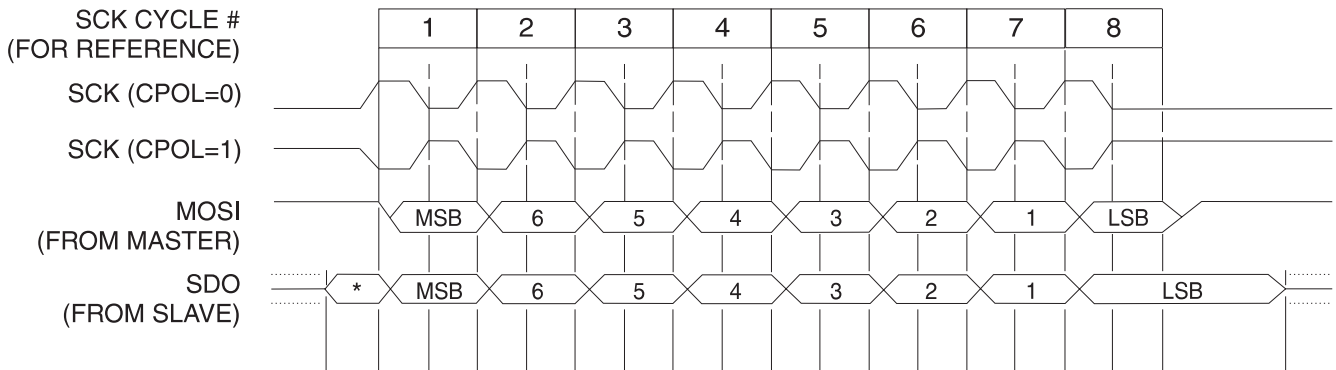 SCK CYCLE # 1 2 3 4 5 6 7 8
(FOR REFERENCE)
SCK (CPOL=0)
SCK (CPOL=1)
MOSI MSB 6 5 4 3 2 1 LSB
(FROM MASTER)
SDO * MSB 6 5 4 3 2 1 LSB
(FROM SLAVE)